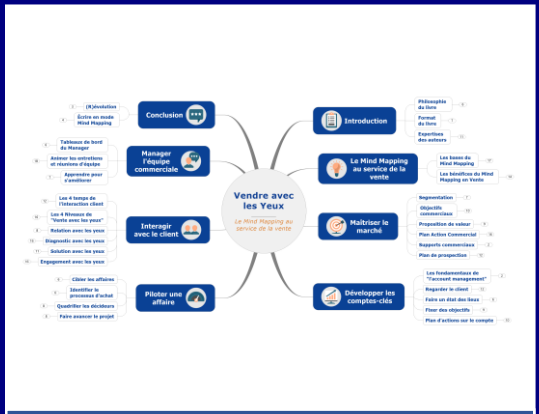 Vendre avec
les Yeux
Le Mind Mapping au
service de la vente
Introduction
Philosophie
du livre
Format
du livre
Expertises
des auteurs
Le Mind Mapping
au service de la
vente
Les bases du
Mind Mapping
Les bénéfices du Mind
Mapping en Vente
Maîtriser le
marché
Segmentation
Objectifs
commerciaux
Proposition de valeur
Plan Action Commercial
Rapports commerciaux
Plan de prospection
Développer les
comptes-clés
Les fondamentaux de
"l'account management"
Regarder le client
Faire un état des lieux
Fixer des objectifs
Plan d'actions sur le compte
Piloter une
affaire
Cibler les affaires
Identifier le
processus d'achat
Quadrifier les décideurs
Faire avancer le projet
Interagir
avec le client
Les 4 temps de
l'interaction client
Les 4 Niveaux de
"Vente avec les yeux"
Relation avec les yeux
Diagnostic avec les yeux
Solution avec les yeux
Engagement avec les yeux
Manager
l'équipe
commerciale
Tableaux de bord
du Manager
Animer les entretiens
et réunions d'équipe
Apprendre pour
s'améliorer
Conclusion
(R)évolution
Écrire en mode
Mind Mapping